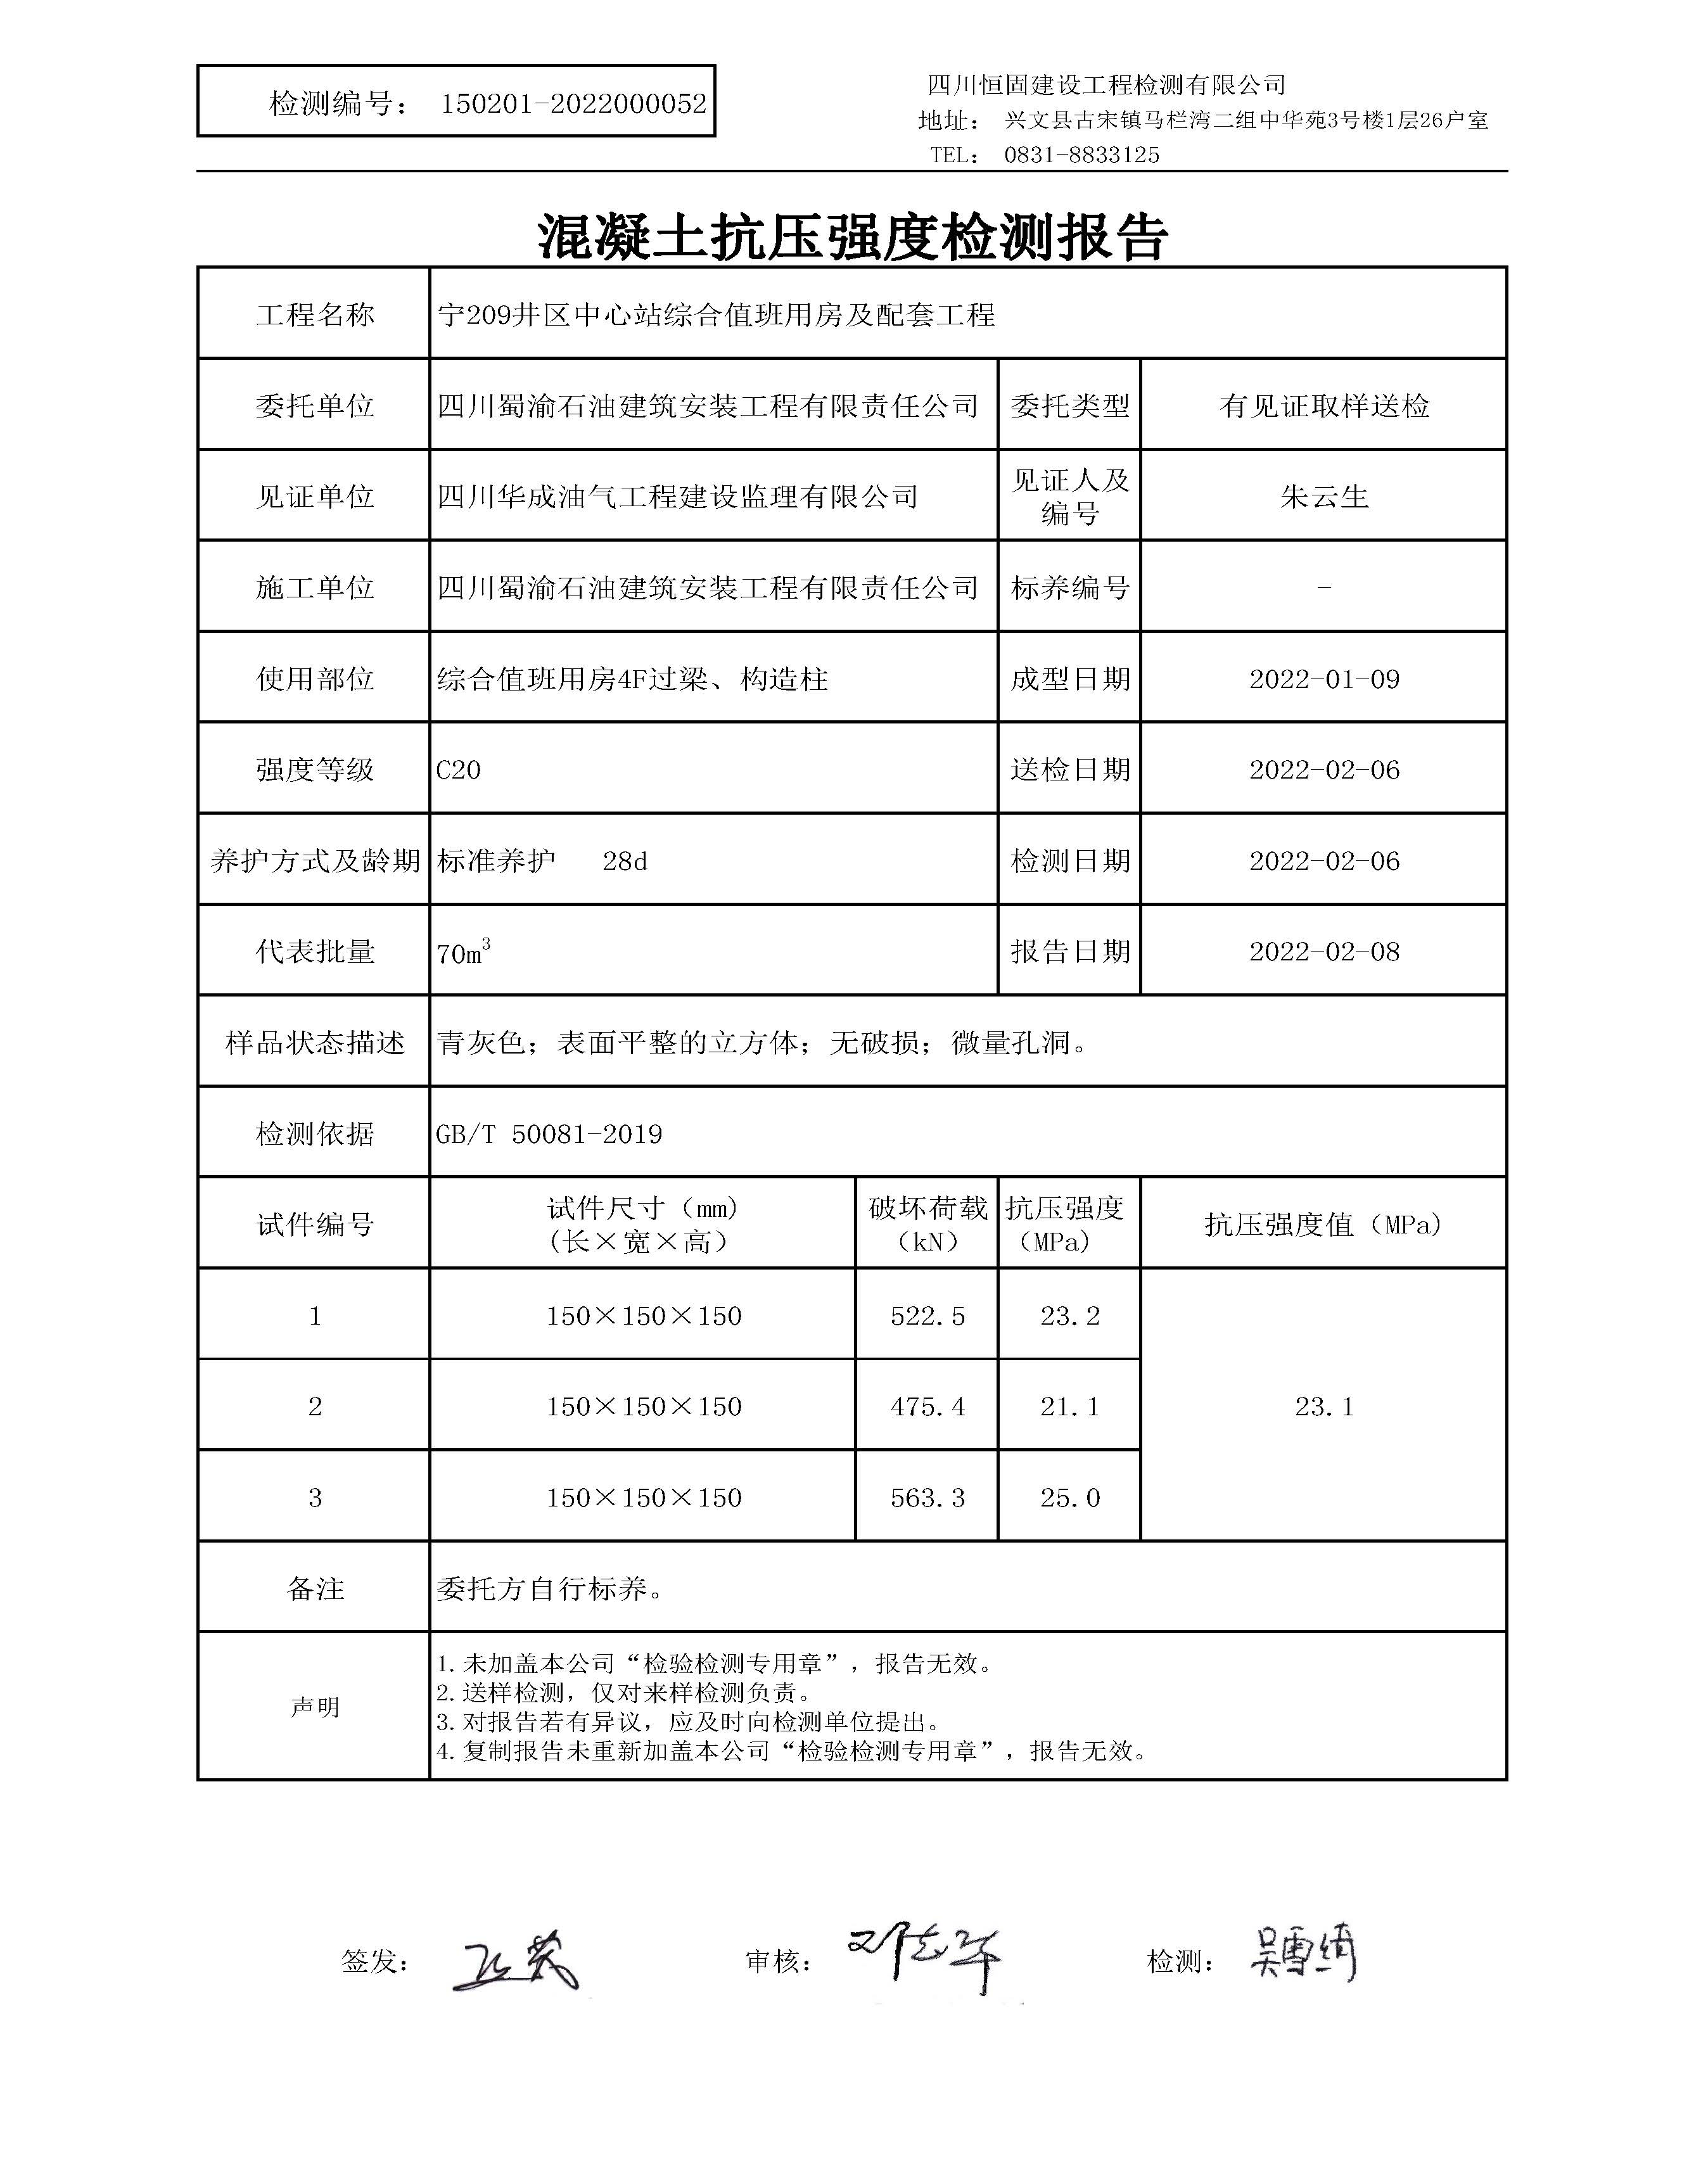 检测编号： 150201-2022000052
四川恒固建设工程检测有限公司
地址： 兴文县古宋镇马栏湾二组中华苑3号楼1层26户室
TEL： 0831-8833125
混凝土抗压强度检测报告
工程名称 宁209井区中心站综合值班用房及配套工程
委托单位 四川蜀渝石油建筑安装工程有限责任公司 委托类型 有见证取样送检
见证单位 四川华成油气工程建设监理有限公司 见证人及编号 朱云生
施工单位 四川蜀渝石油建筑安装工程有限责任公司 标养编号 -
使用部位 综合值班用房4F过梁、构造柱 成型日期 2022-01-09
强度等级 C20 送检日期 2022-02-06
养护方式及龄期 标准养护 28d 检测日期 2022-02-06
代表批量 70m³ 报告日期 2022-02-08
样品状态描述 青灰色；表面平整的立方体；无破损；微量孔洞。
检测依据 GB/T 50081-2019
试件编号 试件尺寸（mm）（长×宽×高） 破坏荷载（kN） 抗压强度（MPa） 抗压强度值（MPa）
1 150×150×150 522.5 23.2
2 150×150×150 475.4 21.1 23.1
3 150×150×150 563.3 25.0
备注 委托方自行标养。
声明
1.未加盖本公司“检验检测专用章”，报告无效。
2.送样检测，仅对来样检测负责。
3.对报告若有异议，应及时向检测单位提出。
4.复制报告未重新加盖本公司“检验检测专用章”，报告无效。
签发： 审核： 检测： 吴雪绮